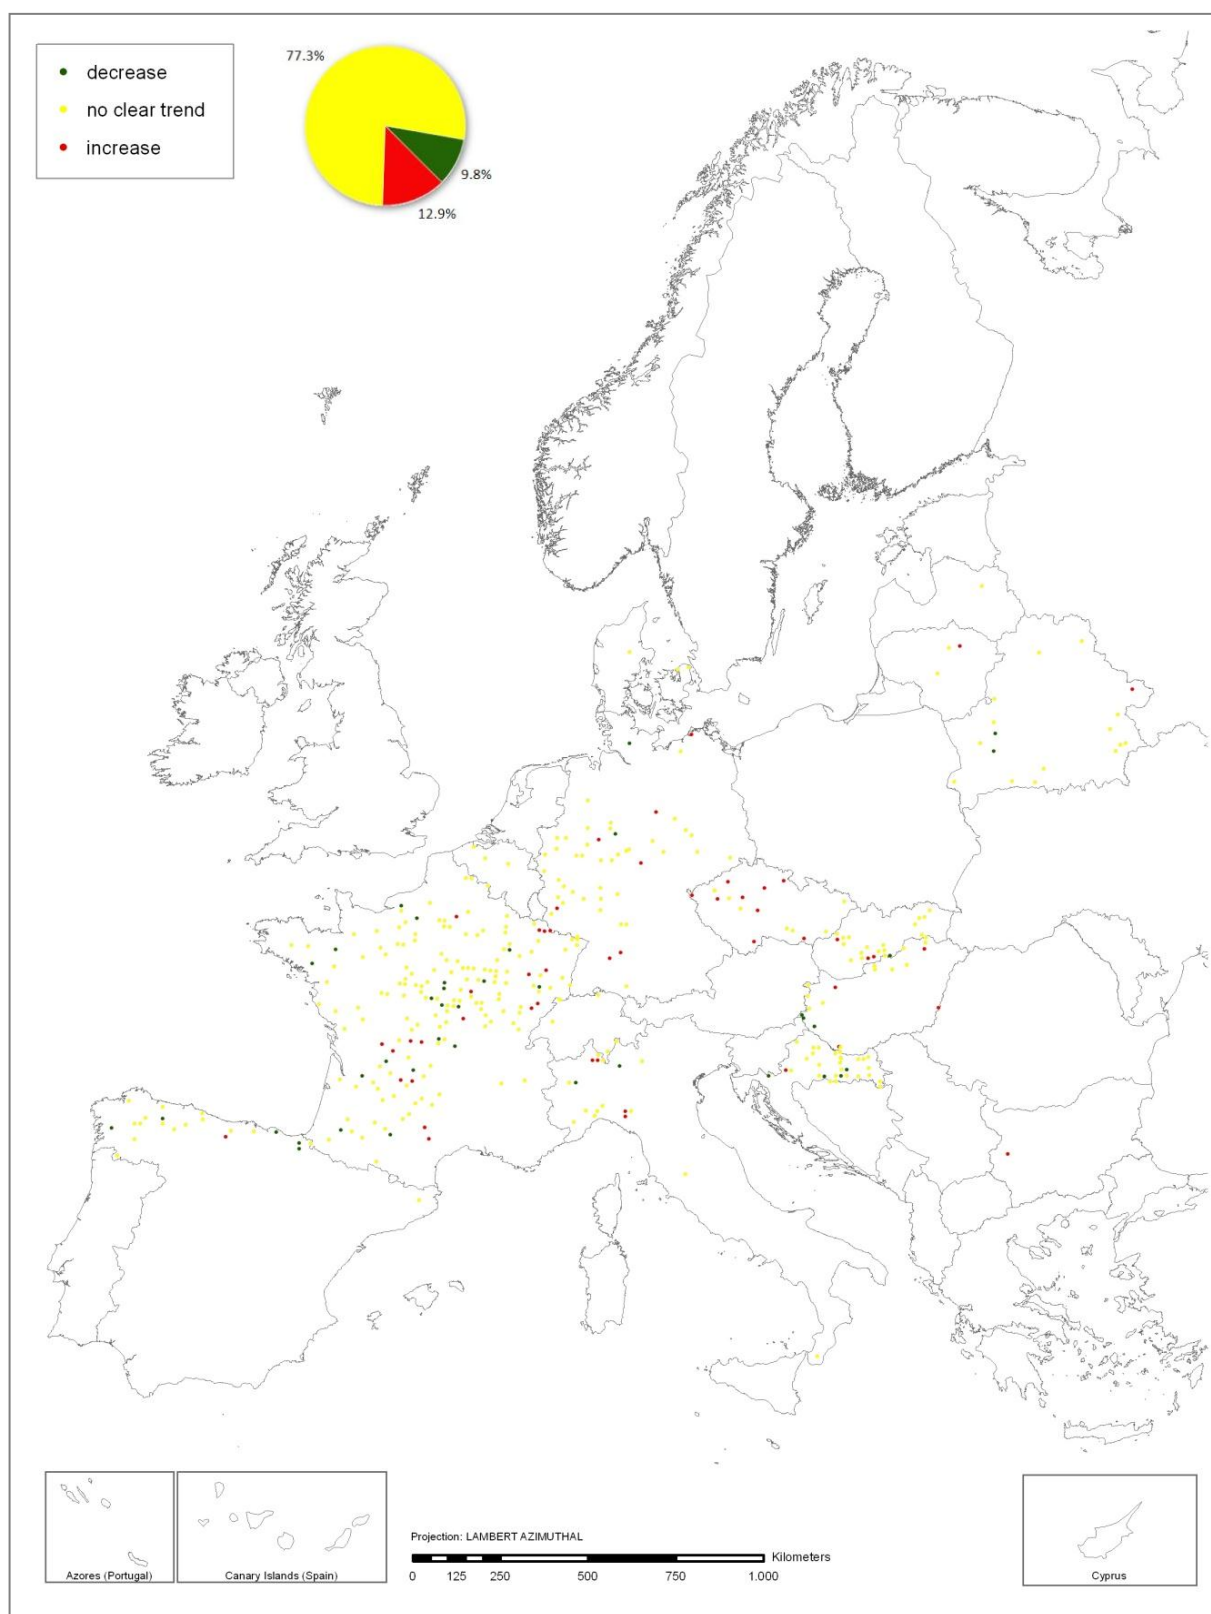 decrease
no clear trend
increase
77.3%
9.8%
12.9%
Projection: LAMBERT AZIMUTHAL
Kilometers
0 125 250 500 750 1.000
Azores (Portugal)
Canary Islands (Spain)
Cyprus